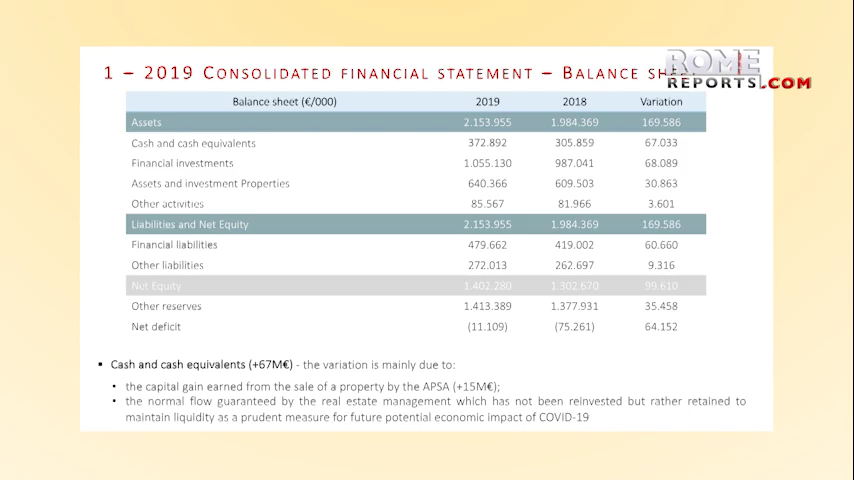 1 – 2019 CONSOLIDATED FINANCIAL STATEMENT – BALANCE
ROME
REPORTS.COM
Balance sheet (€/000) 2019 2018 Variation
Assets 2.153.955 1.984.369 169.586
Cash and cash equivalents 372.892 305.859 67.033
Financial investments 1.055.130 987.041 68.089
Assets and investment Properties 640.366 609.503 30.863
Other activities 85.567 81.966 3.601
Liabilities and Net Equity 2.153.955 1.984.369 169.586
Financial liabilities 479.662 419.002 60.660
Other liabilities 272.013 262.697 9.316
Net Equity 1.402.280 1.302.670 99.610
Other reserves 1.413.389 1.377.931 35.458
Net deficit (11.109) (75.261) 64.152
▪ Cash and cash equivalents (+67M€) - the variation is mainly due to:
• the capital gain earned from the sale of a property by the APSA (+15M€);
• the normal flow guaranteed by the real estate management which has not been reinvested but rather retained to
maintain liquidity as a prudent measure for future potential economic impact of COVID-19